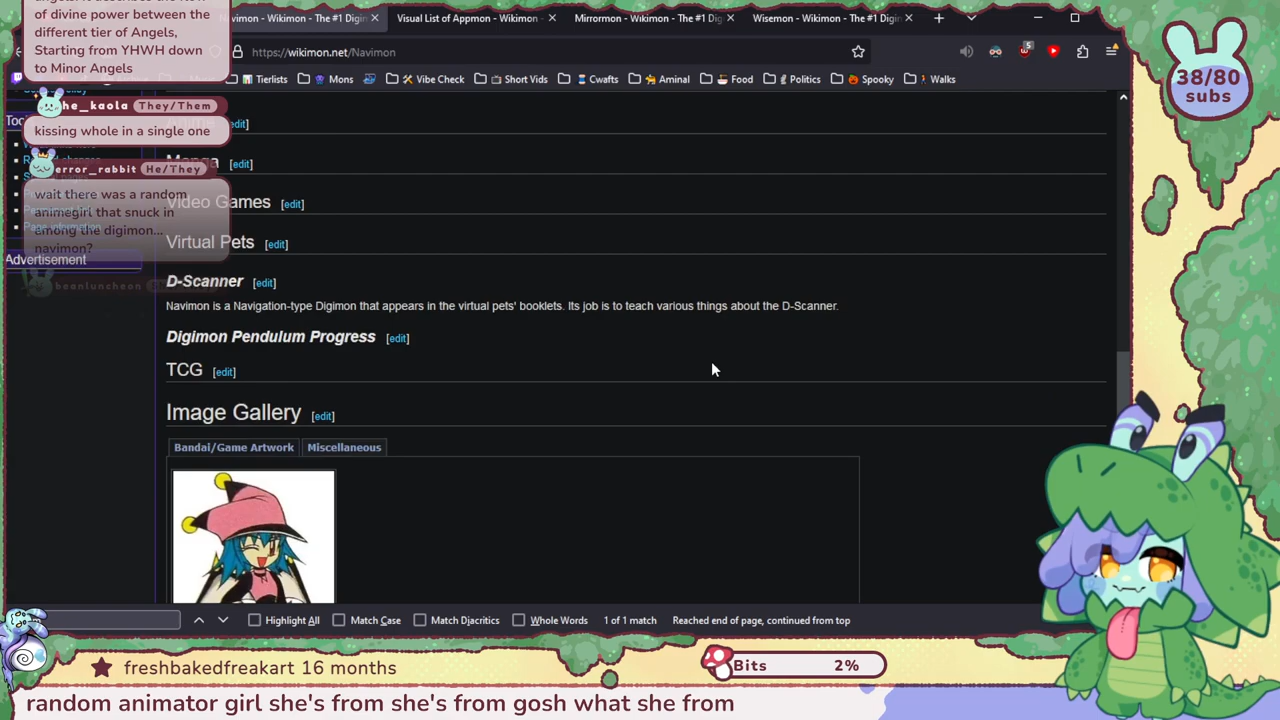 of divine power between the
different tier of Angels,
Starting from YHWH down
to Minor Angels
he_kaola They/Them
kissing whole in a single one
error_rabbit He/They
wait there was a random
animegirl that snuck in
among the digimon...
navimon?
beanluncheon
Navimon - Wikimon - The #1 Digin
Visual List of Appmon - Wikimon -
Mirrormon - Wikimon - The #1 Dig
Wisemon - Wikimon - The #1 Digin
https://wikimon.net/Navimon
5
Tierlists
Mons
Vibe Check
Short Vids
Cwafts
Aminal
Food
Politics
Spooky
Walks
38/80
subs
Page information
Advertisement
[edit]
Manga [edit]
Video Games [edit]
Virtual Pets [edit]
D-Scanner [edit]
Navimon is a Navigation-type Digimon that appears in the virtual pets' booklets. Its job is to teach various things about the D-Scanner.
Digimon Pendulum Progress [edit]
TCG [edit]
Image Gallery [edit]
Bandai/Game Artwork Miscellaneous
Highlight All
Match Case
Match Diacritics
Whole Words
1 of 1 match
Reached end of page, continued from top
freshbakedfreakart 16 months
Bits 2%
random animator girl she's from she's from gosh what she from